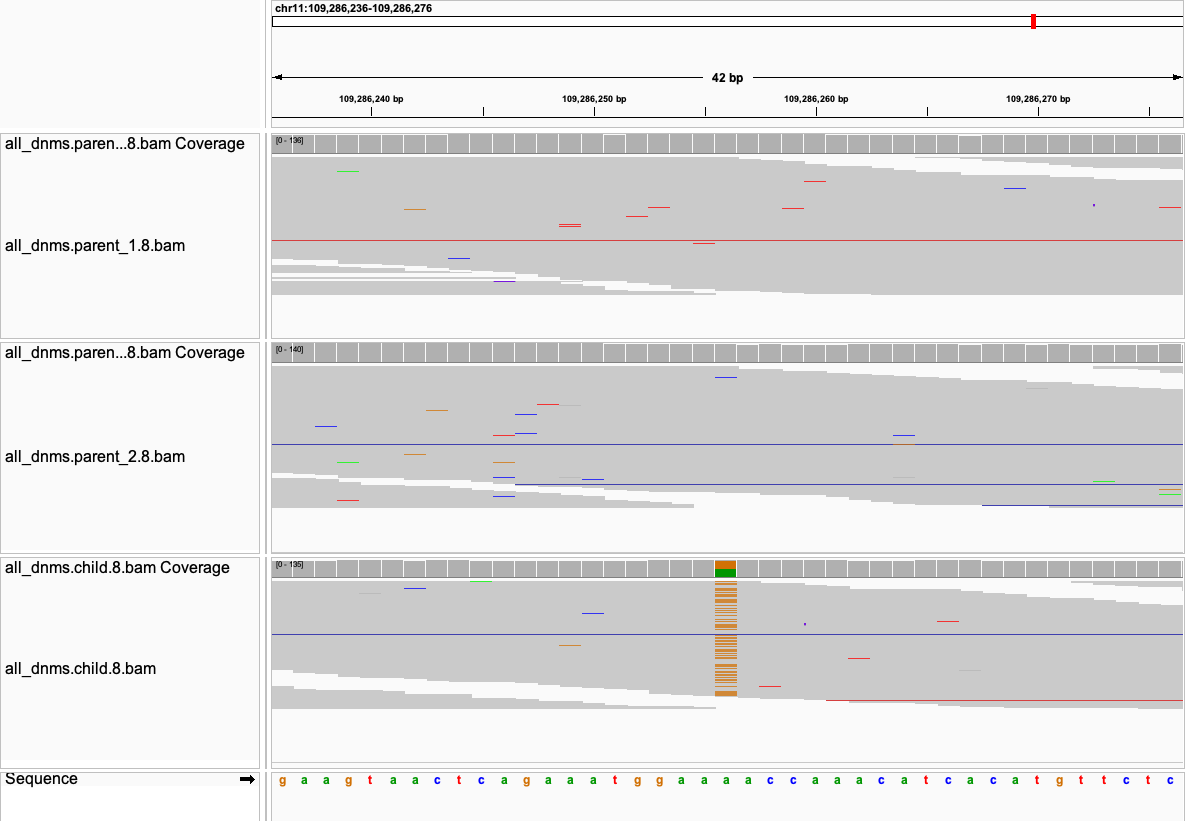 chr11:109,286,236-109,286,276
42 bp
109,286,240 bp 109,286,250 bp 109,286,260 bp 109,286,270 bp
all_dnms.paren...8.bam Coverage
[0 - 136]
all_dnms.parent_1.8.bam
all_dnms.paren...8.bam Coverage
[0 - 140]
all_dnms.parent_2.8.bam
all_dnms.child.8.bam Coverage
[0 - 135]
all_dnms.child.8.bam
Sequence g a a g t a a c t c a g a a a t g g a a a a c c a a a c a t c a c a t g t t c t c